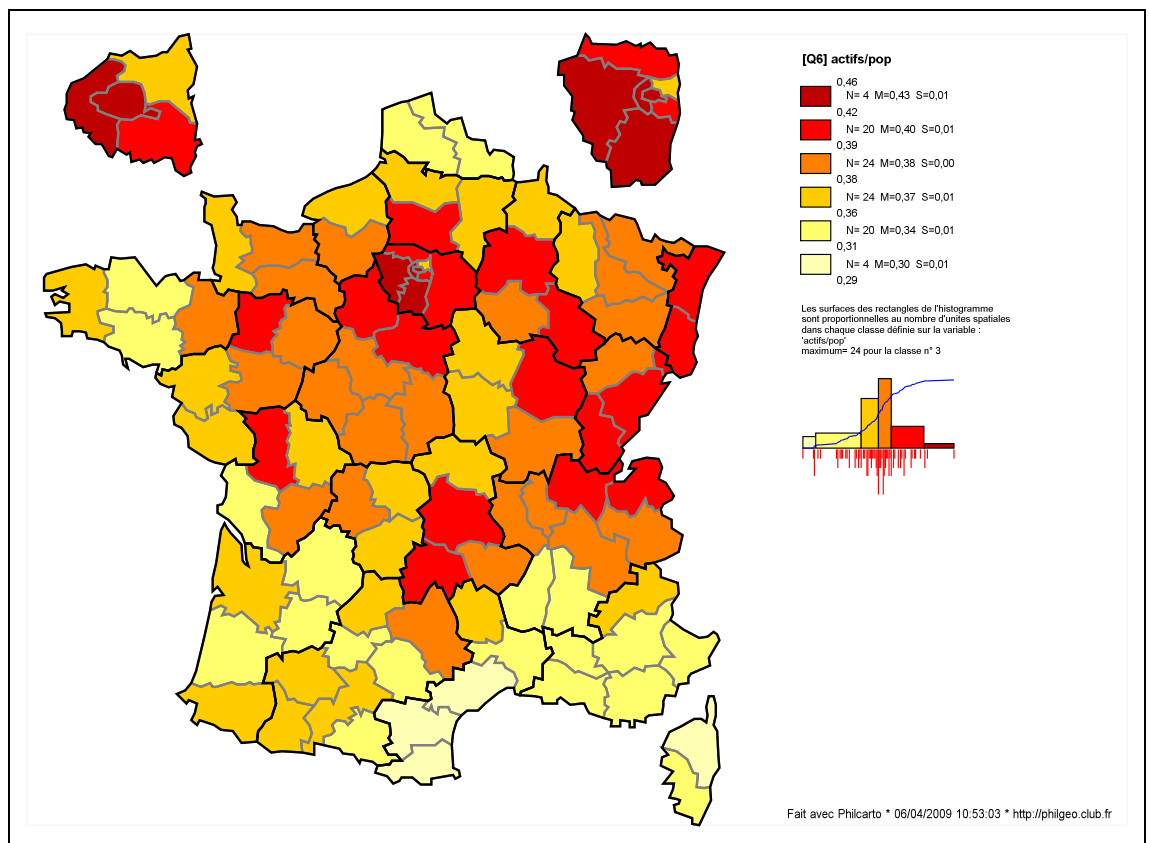 [Q6] actifs/pop
0,46
N= 4 M=0,43 S=0,01
0,42
N= 20 M=0,40 S=0,01
0,39
N= 24 M=0,38 S=0,00
0,38
N= 24 M=0,37 S=0,01
0,36
N= 20 M=0,34 S=0,01
0,31
N= 4 M=0,30 S=0,01
0,29
Les surfaces des rectangles de l'histogramme
sont proportionnelles au nombre d'unites spatiales
dans chaque classe définie sur la variable :
'actifs/pop'
maximum= 24 pour la classe n° 3
Fait avec Philcarto * 06/04/2009 10:53:03 * http://philgeo.club.fr